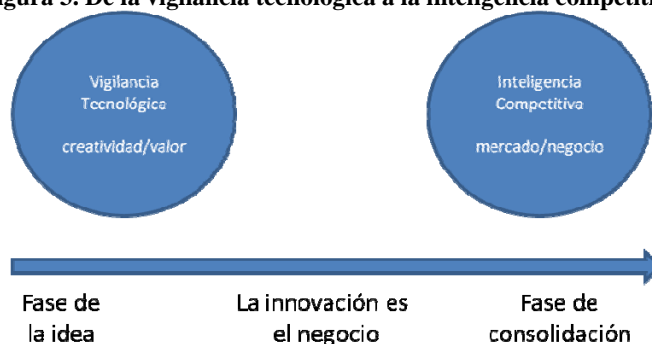 igura 3. De la vigilancia tecnológica a la inteligencia competiti
Vigilancia
Tecnológica
creatividad/valor
Inteligencia
Competitiva
mercado/negocio
Fase de
la idea
La innovación es
el negocio
Fase de
consolidación